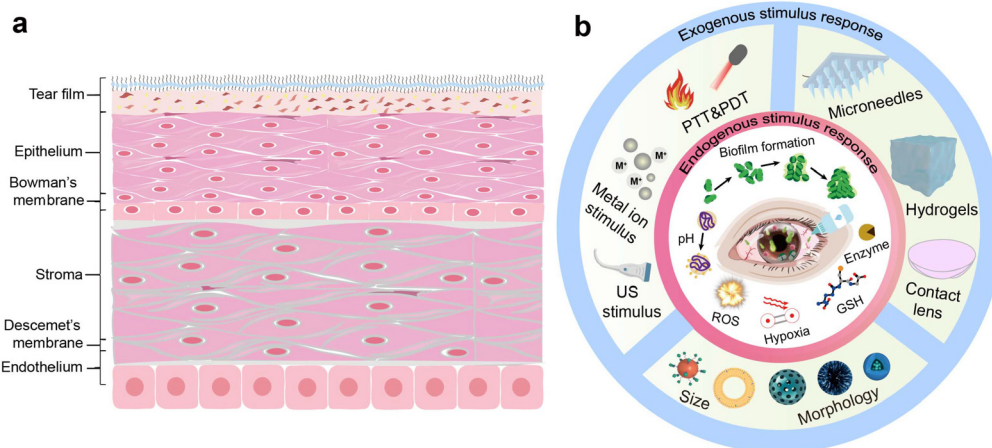 a
Tear film
Epithelium
Bowman's
membrane
Stroma
Descemet's
membrane
Endothelium
b
Exogenous stimulus response
PTT&PDT
Microneedles
Endogenous stimulus response
Biofilm formation
M⁺
M⁺
M⁺
Metal ion
stimulus
Hydrogels
pH
Enzyme
US
stimulus
ROS
Hypoxia
GSH
Contact
lens
Size
Morphology